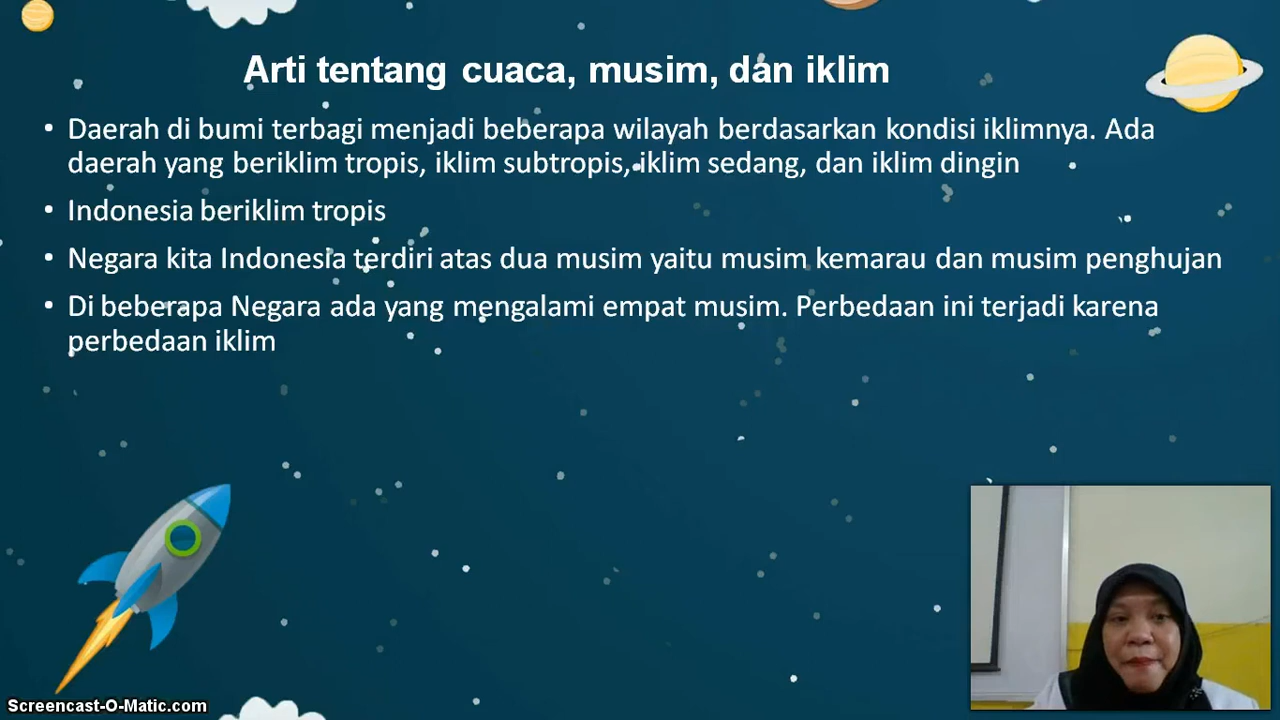 Arti tentang cuaca, musim, dan iklim
• Daerah di bumi terbagi menjadi beberapa wilayah berdasarkan kondisi iklimnya. Ada
daerah yang beriklim tropis, iklim subtropis, iklim sedang, dan iklim dingin
• Indonesia beriklim tropis
• Negara kita Indonesia terdiri atas dua musim yaitu musim kemarau dan musim penghujan
• Di beberapa Negara ada yang mengalami empat musim. Perbedaan ini terjadi karena
perbedaan iklim
Screencast-O-Matic.com